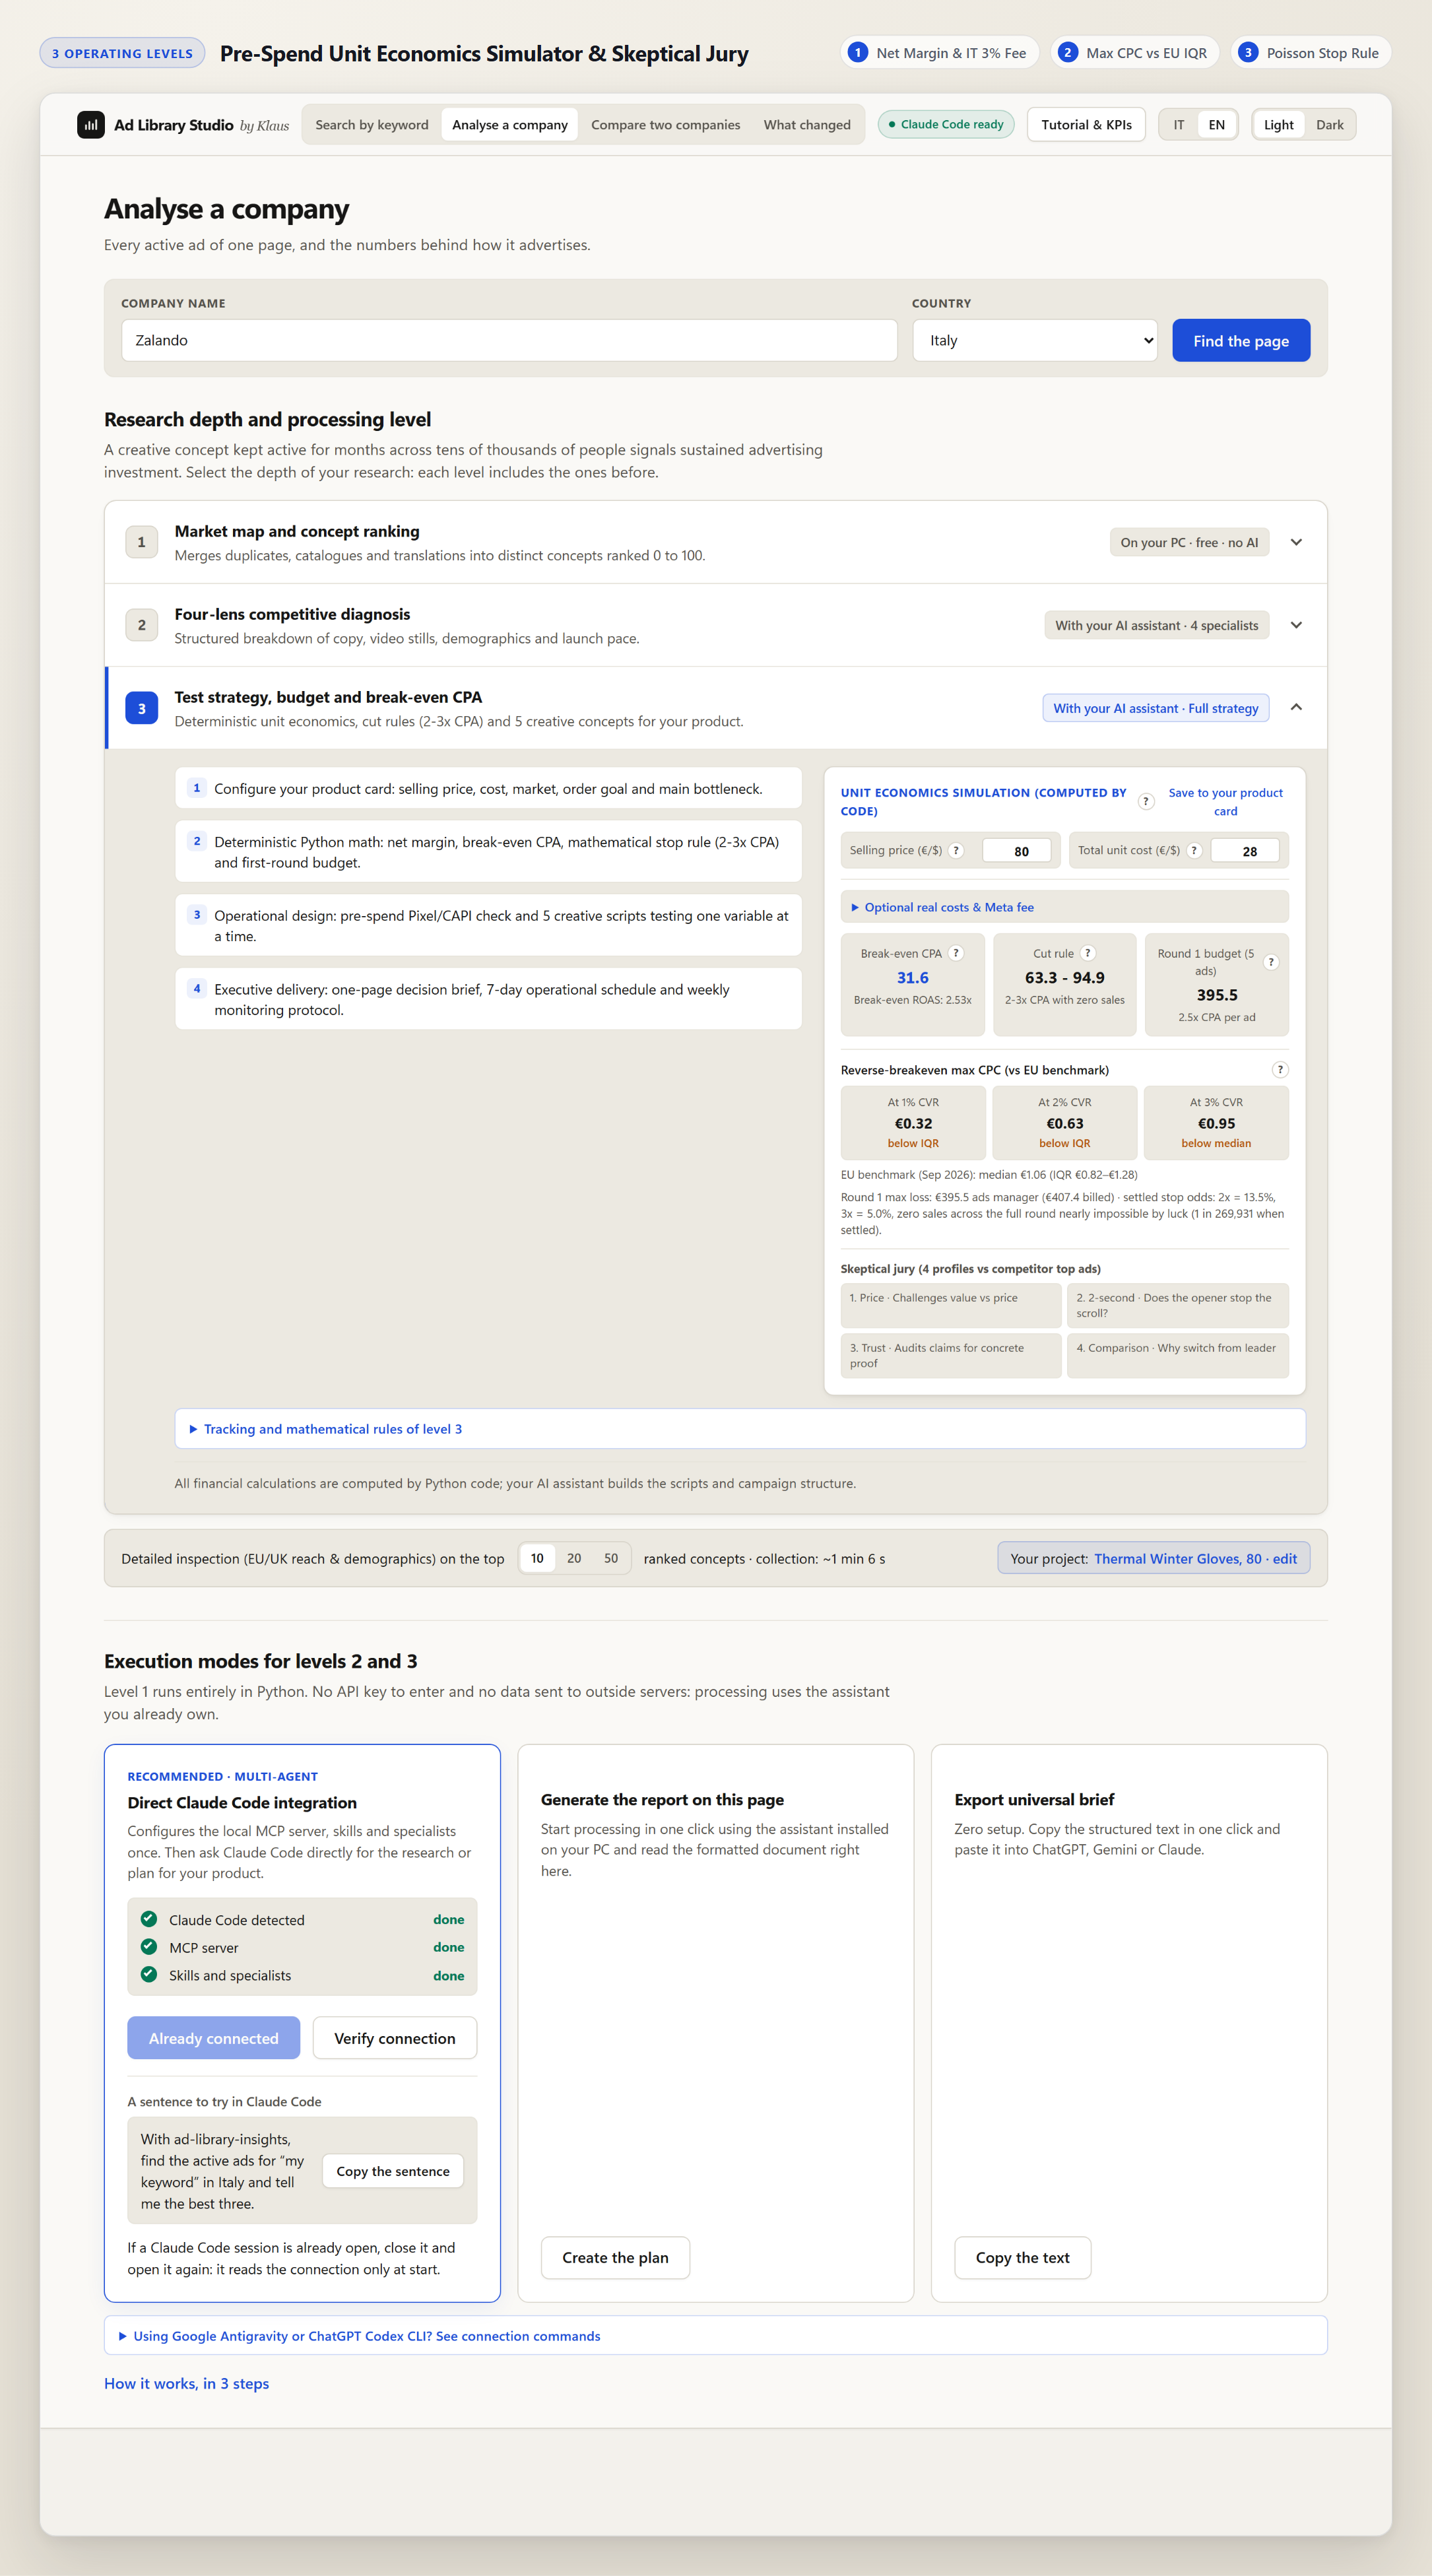 3 OPERATING LEVELS
Pre-Spend Unit Economics Simulator & Skeptical Jury
1 Net Margin & IT 3% Fee
2 Max CPC vs EU IQR
3 Poisson Stop Rule
Ad Library Studio by Klaus
Search by keyword
Analyse a company
Compare two companies
What changed
Claude Code ready
Tutorial & KPIs
IT
EN
Light
Dark
Analyse a company
Every active ad of one page, and the numbers behind how it advertises.
COMPANY NAME
COUNTRY
Zalando
Italy
Find the page
Research depth and processing level
A creative concept kept active for months across tens of thousands of people signals sustained advertising
investment. Select the depth of your research: each level includes the ones before.
1
Market map and concept ranking
Merges duplicates, catalogues and translations into distinct concepts ranked 0 to 100.
On your PC · free · no AI
2
Four-lens competitive diagnosis
Structured breakdown of copy, video stills, demographics and launch pace.
With your AI assistant · 4 specialists
3
Test strategy, budget and break-even CPA
Deterministic unit economics, cut rules (2-3x CPA) and 5 creative concepts for your product.
With your AI assistant · Full strategy
1 Configure your product card: selling price, cost, market, order goal and main bottleneck.
2 Deterministic Python math: net margin, break-even CPA, mathematical stop rule (2-3x CPA)
and first-round budget.
3 Operational design: pre-spend Pixel/CAPI check and 5 creative scripts testing one variable at
a time.
4 Executive delivery: one-page decision brief, 7-day operational schedule and weekly
monitoring protocol.
UNIT ECONOMICS SIMULATION (COMPUTED BY
CODE)
?
Save to your product
card
Selling price (€/$) ? 80
Total unit cost (€/$) ? 28
▶ Optional real costs & Meta fee
Break-even CPA ?
31.6
Break-even ROAS: 2.53x
Cut rule ?
63.3 - 94.9
2-3x CPA with zero sales
Round 1 budget (5
ads)
?
395.5
2.5x CPA per ad
Reverse-breakeven max CPC (vs EU benchmark)
?
At 1% CVR
€0.32
below IQR
At 2% CVR
€0.63
below IQR
At 3% CVR
€0.95
below median
EU benchmark (Sep 2026): median €1.06 (IQR €0.82–€1.28)
Round 1 max loss: €395.5 ads manager (€407.4 billed) · settled stop odds: 2x = 13.5%,
3x = 5.0%, zero sales across the full round nearly impossible by luck (1 in 269,931 when
settled).
Skeptical jury (4 profiles vs competitor top ads)
1. Price · Challenges value vs price
2. 2-second · Does the opener stop the
scroll?
3. Trust · Audits claims for concrete
proof
4. Comparison · Why switch from leader
▶ Tracking and mathematical rules of level 3
All financial calculations are computed by Python code; your AI assistant builds the scripts and campaign structure.
Detailed inspection (EU/UK reach & demographics) on the top 10 20 50 ranked concepts · collection: ~1 min 6 s
Your project: Thermal Winter Gloves, 80 · edit
Execution modes for levels 2 and 3
Level 1 runs entirely in Python. No API key to enter and no data sent to outside servers: processing uses the assistant
you already own.
RECOMMENDED · MULTI-AGENT
Direct Claude Code integration
Configures the local MCP server, skills and specialists
once. Then ask Claude Code directly for the research or
plan for your product.
Claude Code detected done
MCP server done
Skills and specialists done
Already connected
Verify connection
A sentence to try in Claude Code
With ad-library-insights,
find the active ads for "my
keyword" in Italy and tell
me the best three.
Copy the sentence
If a Claude Code session is already open, close it and
open it again: it reads the connection only at start.
Generate the report on this page
Start processing in one click using the assistant installed
on your PC and read the formatted document right
here.
Create the plan
Export universal brief
Zero setup. Copy the structured text in one click and
paste it into ChatGPT, Gemini or Claude.
Copy the text
▶ Using Google Antigravity or ChatGPT Codex CLI? See connection commands
How it works, in 3 steps